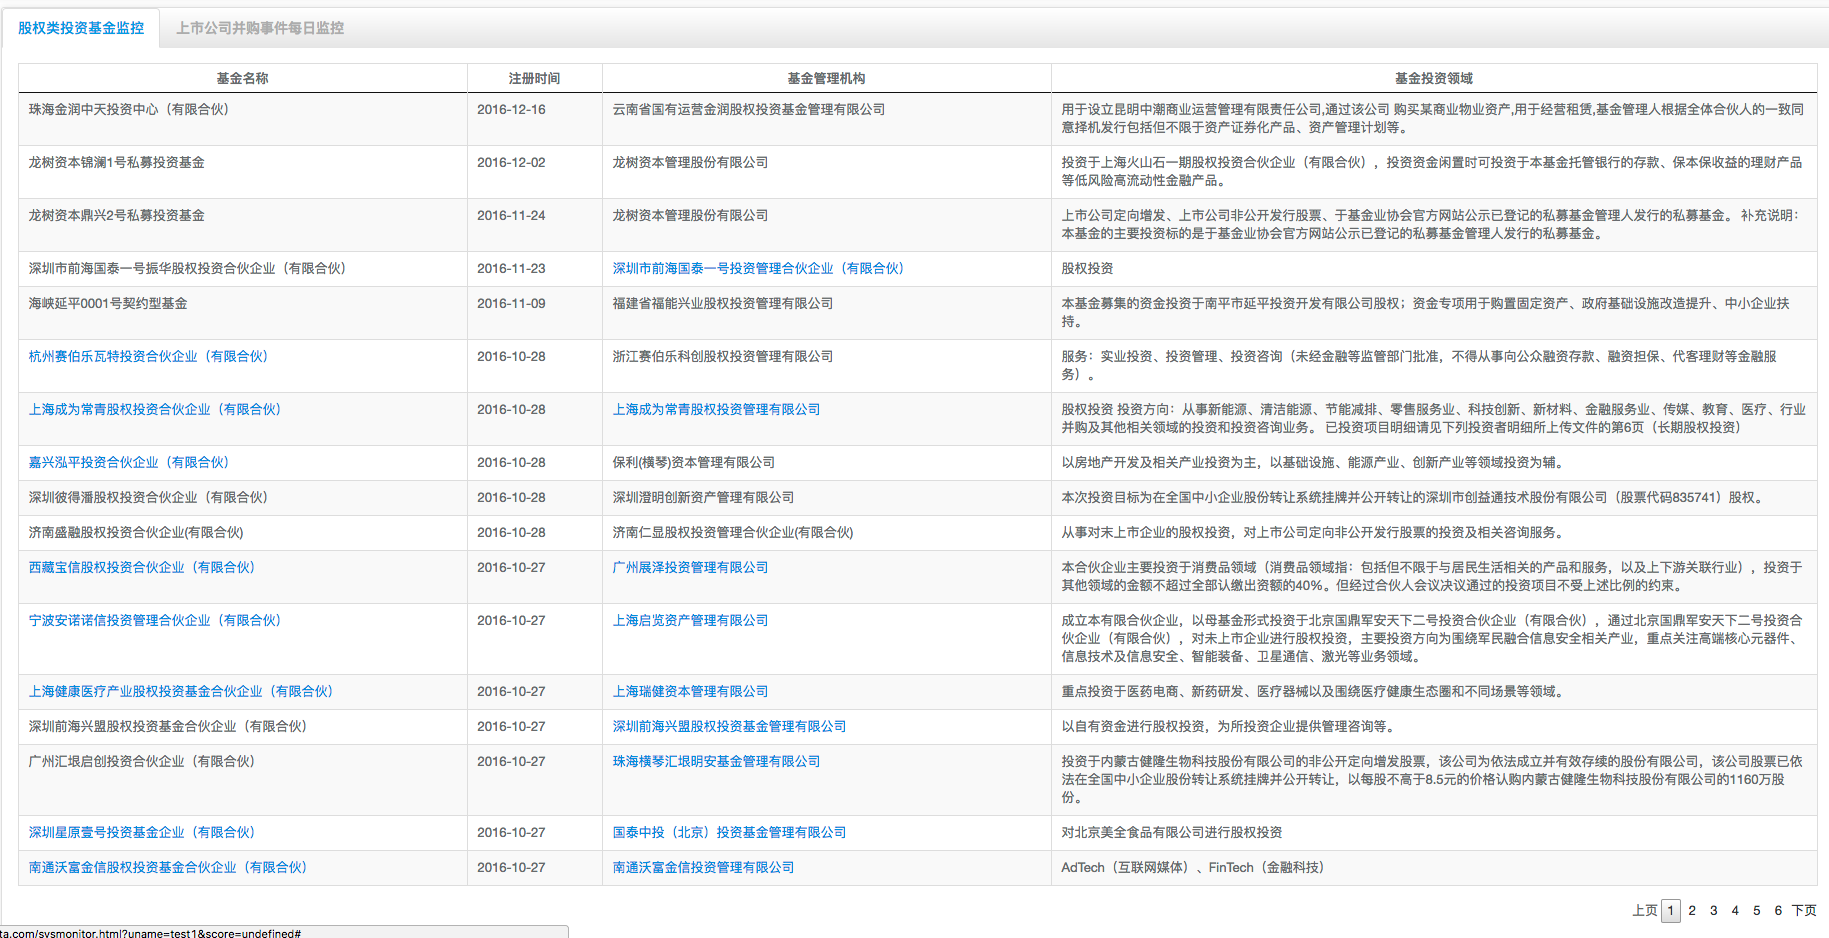 股权类投资基金监控 上市公司并购事件每日监控
基金名称 注册时间 基金管理机构 基金投资领域
珠海金润中天投资中心（有限合伙） 2016-12-16 云南省国有运营金润股权投资基金管理有限公司 用于设立昆明中潮商业运营管理有限责任公司,通过该公司 购买某商业物业资产,用于经营租赁,基金管理人根据全体合伙人的一致同
意择机发行包括但不限于资产证券化产品、资产管理计划等。
龙树资本锦澜1号私募投资基金 2016-12-02 龙树资本管理股份有限公司 投资于上海火山石一期股权投资合伙企业（有限合伙），投资资金闲置时可投资于本基金托管银行的存款、保本保收益的理财产品
等低风险高流动性金融产品。
龙树资本鼎兴2号私募投资基金 2016-11-24 龙树资本管理股份有限公司 上市公司定向增发、上市公司非公开发行股票、于基金业协会官方网站公示已登记的私募基金管理人发行的私募基金。 补充说明：
本基金的主要投资标的是于基金业协会官方网站公示已登记的私募基金管理人发行的私募基金。
深圳市前海国泰一号振华股权投资合伙企业（有限合伙） 2016-11-23 深圳市前海国泰一号投资管理合伙企业（有限合伙） 股权投资
海峡延平0001号契约型基金 2016-11-09 福建省福能兴业股权投资管理有限公司 本基金募集的资金投资于南平市延平投资开发有限公司股权；资金专项用于购置固定资产、政府基础设施改造提升、中小企业扶
持。
杭州赛伯乐瓦特投资合伙企业（有限合伙） 2016-10-28 浙江赛伯乐科创股权投资管理有限公司 服务：实业投资、投资管理、投资咨询（未经金融等监管部门批准，不得从事向公众融资存款、融资担保、代客理财等金融服
务）。
上海成为常青股权投资合伙企业（有限合伙） 2016-10-28 上海成为常青股权投资管理有限公司 股权投资 投资方向：从事新能源、清洁能源、节能减排、零售服务业、科技创新、新材料、金融服务业、传媒、教育、医疗、行业
并购及其他相关领域的投资和投资咨询业务。 已投资项目明细请见下列投资者明细所上传文件的第6页（长期股权投资）
嘉兴泓平投资合伙企业（有限合伙） 2016-10-28 保利(横琴)资本管理有限公司 以房地产开发及相关产业投资为主，以基础设施、能源产业、创新产业等领域投资为辅。
深圳彼得潘股权投资合伙企业（有限合伙） 2016-10-28 深圳澄明创新资产管理有限公司 本次投资目标为在全国中小企业股份转让系统挂牌并公开转让的深圳市创益通技术股份有限公司（股票代码835741）股权。
济南盛融股权投资合伙企业(有限合伙) 2016-10-28 济南仁显股权投资管理合伙企业(有限合伙) 从事对未上市企业的股权投资，对上市公司定向非公开发行股票的投资及相关咨询服务。
西藏宝信股权投资合伙企业（有限合伙） 2016-10-27 广州展泽投资管理有限公司 本合伙企业主要投资于消费品领域（消费品领域指：包括但不限于与居民生活相关的产品和服务，以及上下游关联行业），投资于
其他领域的金额不超过全部认缴出资额的40%。但经过合伙人会议决议通过的投资项目不受上述比例的约束。
宁波安诺诺信投资管理合伙企业（有限合伙） 2016-10-27 上海启览资产管理有限公司 成立本有限合伙企业，以母基金形式投资于北京国鼎军安天下二号投资合伙企业（有限合伙），通过北京国鼎军安天下二号投资合
伙企业（有限合伙），对未上市企业进行股权投资，主要投资方向为围绕军民融合信息安全相关产业，重点关注高端核心元器件、
信息技术及信息安全、智能装备、卫星通信、激光等业务领域。
上海健康医疗产业股权投资基金合伙企业（有限合伙） 2016-10-27 上海瑞健资本管理有限公司 重点投资于医药电商、新药研发、医疗器械以及围绕医疗健康生态圈和不同场景等领域。
深圳前海兴盟股权投资基金合伙企业（有限合伙） 2016-10-27 深圳前海兴盟股权投资基金管理有限公司 以自有资金进行股权投资，为所投资企业提供管理咨询等。
广州汇垠启创投资合伙企业（有限合伙） 2016-10-27 珠海横琴汇垠明安基金管理有限公司 投资于内蒙古健隆生物科技股份有限公司的非公开定向增发股票，该公司为依法成立并有效存续的股份有限公司，该公司股票已依
法在全国中小企业股份转让系统挂牌并公开转让，以每股不高于8.5元的价格认购内蒙古健隆生物科技股份有限公司的1160万股
份。
深圳星原壹号投资基金企业（有限合伙） 2016-10-27 国泰中投（北京）投资基金管理有限公司 对北京美全食品有限公司进行股权投资
南通沃富金信股权投资基金合伙企业（有限合伙） 2016-10-27 南通沃富金信投资管理有限公司 AdTech（互联网媒体）、FinTech（金融科技）
上页 1 2 3 4 5 6 下页
ta.com/sysmonitor.html?uname=test1&score=undefined#